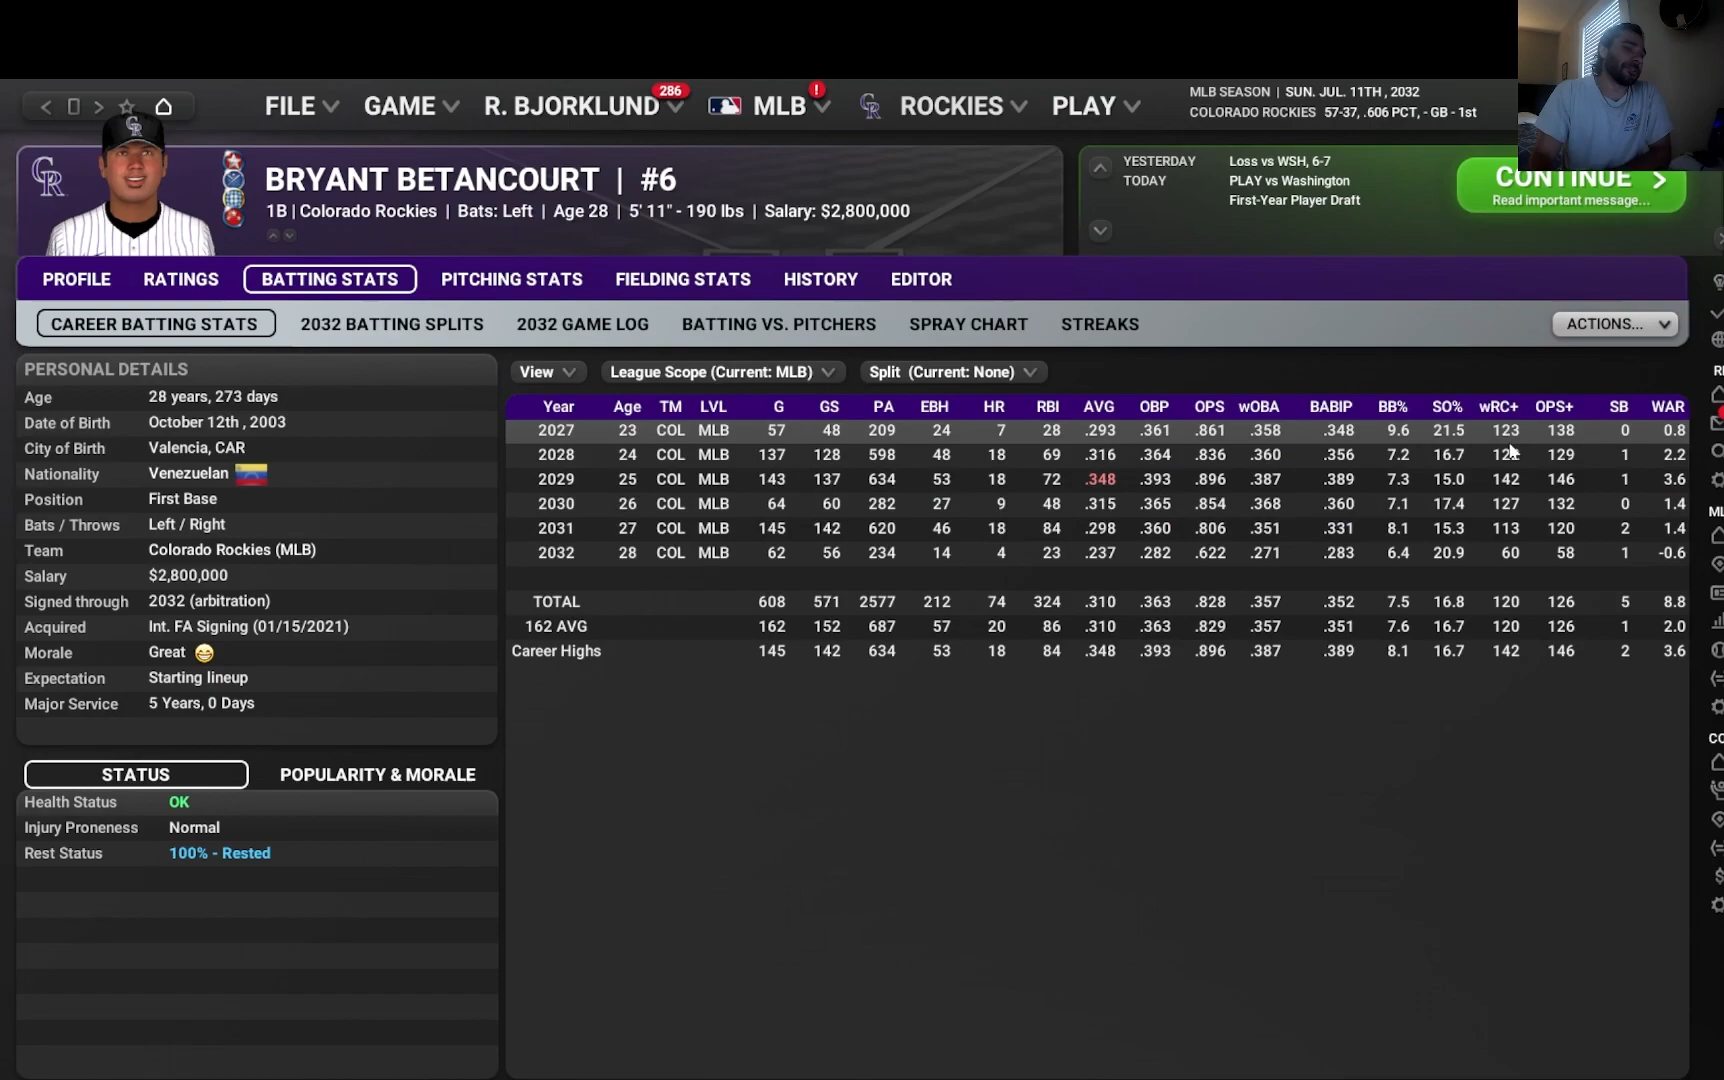 FILE GAME R. BJORKLUND 286 MLB ! ROCKIES PLAY
MLB SEASON | SUN. JUL. 11TH , 2032
COLORADO ROCKIES 57-37, .606 PCT, - GB - 1st
BRYANT BETANCOURT | #6
1B | Colorado Rockies | Bats: Left | Age 28 | 5' 11" - 190 lbs | Salary: $2,800,000
YESTERDAY Loss vs WSH, 6-7
TODAY PLAY vs Washington
First-Year Player Draft
CONTINUE
Read important message...
PROFILE RATINGS BATTING STATS PITCHING STATS FIELDING STATS HISTORY EDITOR
CAREER BATTING STATS 2032 BATTING SPLITS 2032 GAME LOG BATTING VS. PITCHERS SPRAY CHART STREAKS ACTIONS...
PERSONAL DETAILS
Age 28 years, 273 days
Date of Birth October 12th , 2003
City of Birth Valencia, CAR
Nationality Venezuelan
Position First Base
Bats / Throws Left / Right
Team Colorado Rockies (MLB)
Salary $2,800,000
Signed through 2032 (arbitration)
Acquired Int. FA Signing (01/15/2021)
Morale Great
Expectation Starting lineup
Major Service 5 Years, 0 Days
STATUS POPULARITY & MORALE
Health Status OK
Injury Proneness Normal
Rest Status 100% - Rested
View League Scope (Current: MLB) Split (Current: None)
Year Age TM LVL G GS PA EBH HR RBI AVG OBP OPS wOBA BABIP BB% SO% wRC+ OPS+ SB WAR
2027 23 COL MLB 57 48 209 24 7 28 .293 .361 .861 .358 .348 9.6 21.5 123 138 0 0.8
2028 24 COL MLB 137 128 598 48 18 69 .316 .364 .836 .360 .356 7.2 16.7 129 1 2.2
2029 25 COL MLB 143 137 634 53 18 72 .348 .393 .896 .387 .389 7.3 15.0 142 146 1 3.6
2030 26 COL MLB 64 60 282 27 9 48 .315 .365 .854 .368 .360 7.1 17.4 127 132 0 1.4
2031 27 COL MLB 145 142 620 46 18 84 .298 .360 .806 .351 .331 8.1 15.3 113 120 2 1.4
2032 28 COL MLB 62 56 234 14 4 23 .237 .282 .622 .271 .283 6.4 20.9 60 58 1 -0.6
TOTAL 608 571 2577 212 74 324 .310 .363 .828 .357 .352 7.5 16.8 120 126 5 8.8
162 AVG 162 152 687 57 20 86 .310 .363 .829 .357 .351 7.6 16.7 120 126 1 2.0
Career Highs 145 142 634 53 18 84 .348 .393 .896 .387 .389 8.1 16.7 142 146 2 3.6